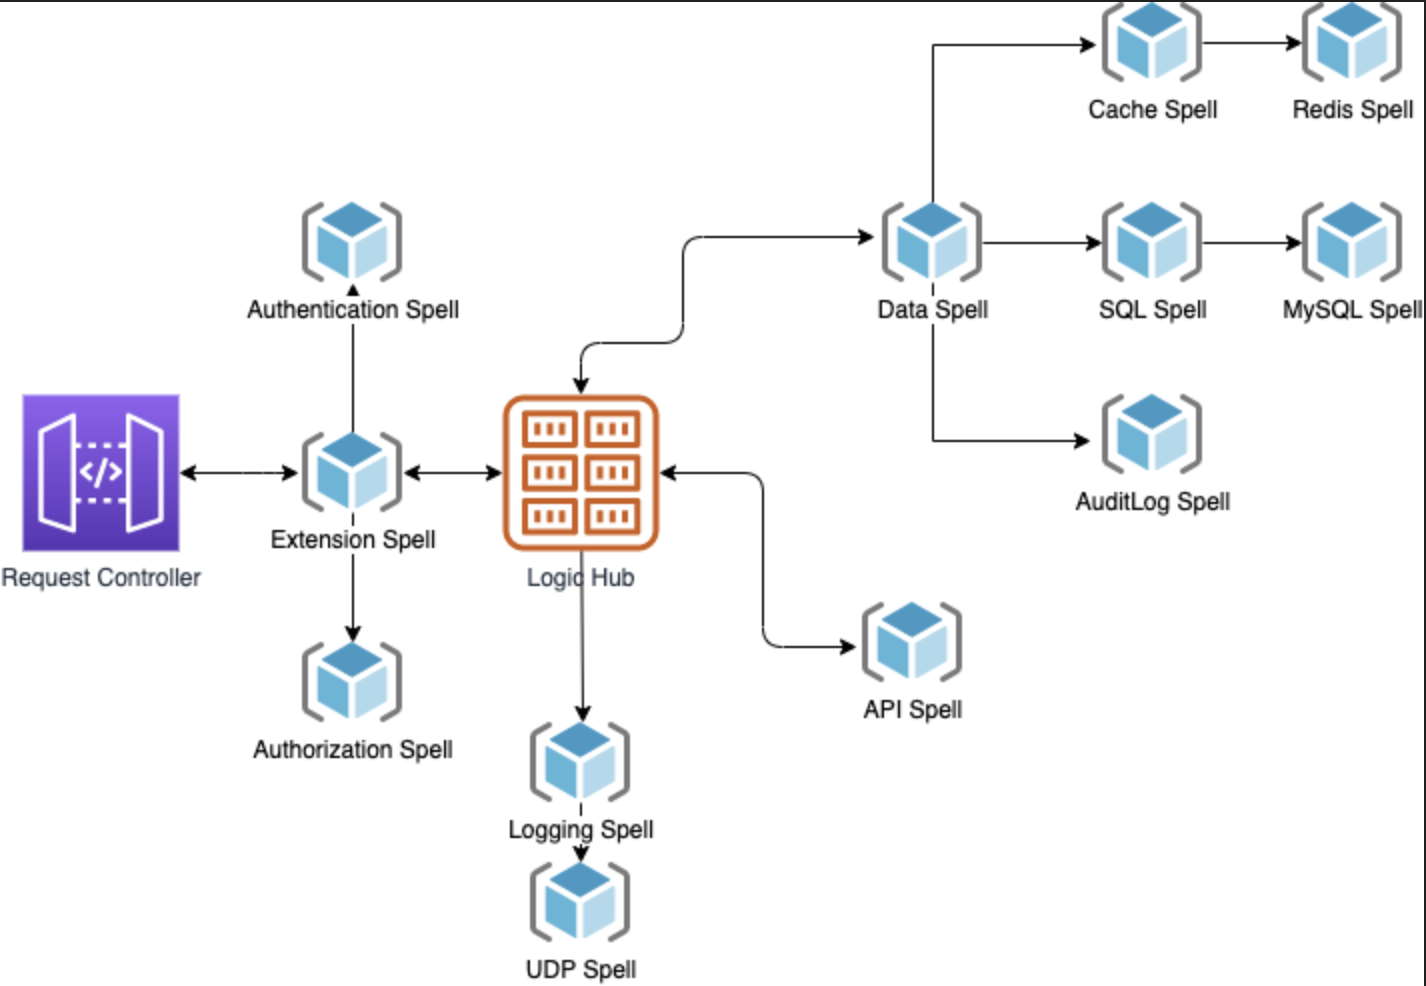 Cache Spell
Redis Spell
Authentication Spell
Data Spell
SQL Spell
MySQL Spell
AuditLog Spell
Extension Spell
</>
Request Controller
Logic Hub
API Spell
Authorization Spell
Logging Spell
UDP Spell